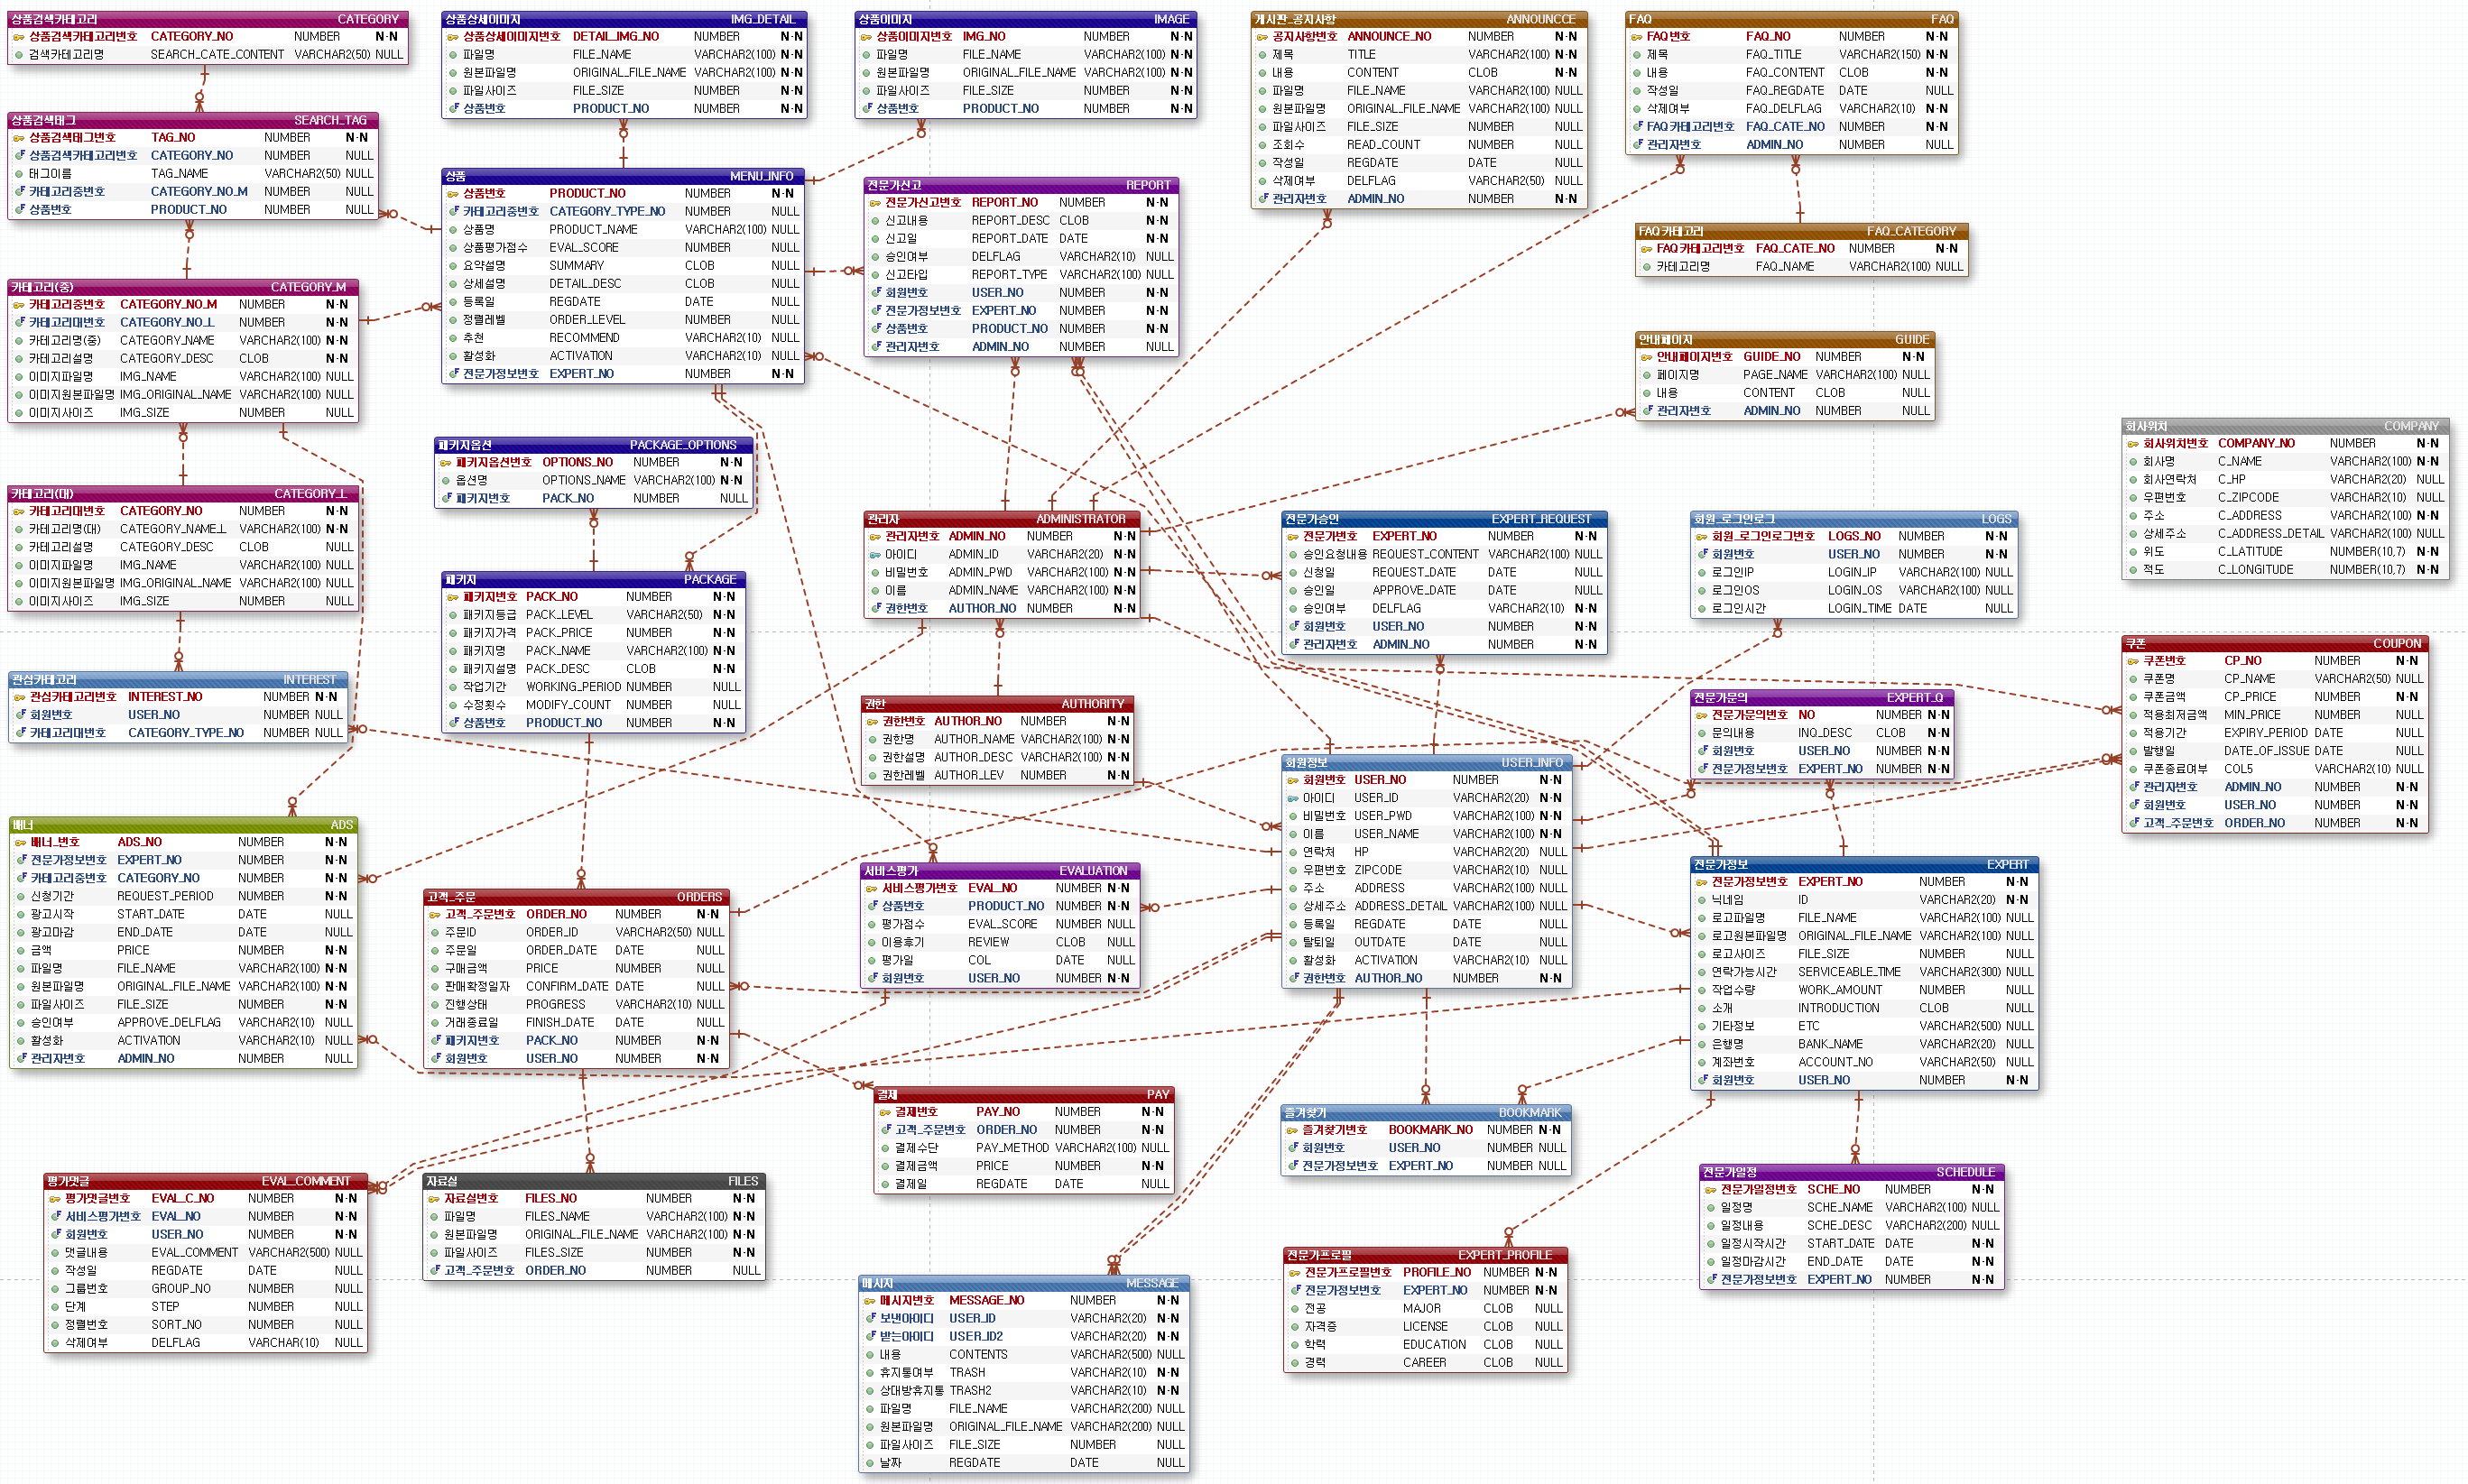 상품검색카테고리 CATEGORY
상품검색카테고리번호 CATEGORY_NO NUMBER N-N
검색카테고리명 SEARCH_CATE_CONTENT VARCHAR2(50) NULL
상품검색태그 SEARCH_TAG
상품검색태그번호 TAG_NO NUMBER N-N
상품검색카테고리번호 CATEGORY_NO NUMBER NULL
태그이름 TAG_NAME VARCHAR2(50) NULL
카테고리중번호 CATEGORY_NO_M NUMBER NULL
상품번호 PRODUCT_NO NUMBER NULL
카테고리(중) CATEGORY_M
카테고리중번호 CATEGORY_NO_M NUMBER N-N
카테고리대번호 CATEGORY_NO_L NUMBER N-N
카테고리명(중) CATEGORY_NAME VARCHAR2(100) N-N
카테고리설명 CATEGORY_DESC CLOB N-N
이미지파일명 IMG_NAME VARCHAR2(100) NULL
이미지원본파일명 IMG_ORIGINAL_NAME VARCHAR2(100) NULL
이미지사이즈 IMG_SIZE NUMBER NULL
카테고리(대) CATEGORY_L
카테고리대번호 CATEGORY_NO NUMBER N-N
카테고리명(대) CATEGORY_NAME_L VARCHAR2(100) N-N
카테고리설명 CATEGORY_DESC CLOB NULL
이미지파일명 IMG_NAME VARCHAR2(100) NULL
이미지원본파일명 IMG_ORIGINAL_NAME VARCHAR2(100) NULL
이미지사이즈 IMG_SIZE NUMBER NULL
관심카테고리 INTEREST
관심카테고리번호 INTEREST_NO NUMBER N-N
회원번호 USER_NO NUMBER NULL
카테고리대번호 CATEGORY_TYPE_NO NUMBER NULL
배너 ADS
배너_번호 ADS_NO NUMBER N-N
전문가정보번호 EXPERT_NO NUMBER N-N
카테고리중번호 CATEGORY_NO NUMBER N-N
신청기간 REQUEST_PERIOD NUMBER N-N
광고시작 START_DATE DATE NULL
광고마감 END_DATE DATE NULL
금액 PRICE NUMBER N-N
파일명 FILE_NAME VARCHAR2(100) N-N
원본파일명 ORIGINAL_FILE_NAME VARCHAR2(100) N-N
파일사이즈 FILE_SIZE NUMBER N-N
승인여부 APPROVE_DELFLAG VARCHAR2(10) NULL
활성화 ACTIVATION VARCHAR2(10) NULL
관리자번호 ADMIN_NO NUMBER NULL
평가댓글 EVAL_COMMENT
평가댓글번호 EVAL_C_NO NUMBER N-N
서비스평가번호 EVAL_NO NUMBER N-N
회원번호 USER_NO NUMBER N-N
댓글내용 EVAL_COMMENT VARCHAR2(500) NULL
작성일 REGDATE DATE NULL
그룹번호 GROUP_NO NUMBER NULL
단계 STEP NUMBER NULL
정렬번호 SORT_NO NUMBER NULL
삭제여부 DELFLAG VARCHAR(10) NULL
상품상세이미지 IMG_DETAIL
상품상세이미지번호 DETAIL_IMG_NO NUMBER N-N
파일명 FILE_NAME VARCHAR2(100) N-N
원본파일명 ORIGINAL_FILE_NAME VARCHAR2(100) N-N
파일사이즈 FILE_SIZE NUMBER N-N
상품번호 PRODUCT_NO NUMBER N-N
상품 MENU_INFO
상품번호 PRODUCT_NO NUMBER N-N
카테고리중번호 CATEGORY_TYPE_NO NUMBER NULL
상품명 PRODUCT_NAME VARCHAR2(100) NULL
상품평가점수 EVAL_SCORE NUMBER NULL
요약설명 SUMMARY CLOB NULL
상세설명 DETAIL_DESC CLOB NULL
등록일 REGDATE DATE NULL
정렬레벨 ORDER_LEVEL NUMBER NULL
추천 RECOMMEND VARCHAR2(10) NULL
활성화 ACTIVATION VARCHAR2(10) NULL
전문가정보번호 EXPERT_NO NUMBER N-N
패키지옵션 PACKAGE_OPTIONS
패키지옵션번호 OPTIONS_NO NUMBER N-N
옵션명 OPTIONS_NAME VARCHAR2(100) N-N
패키지번호 PACK_NO NUMBER NULL
패키지 PACKAGE
패키지번호 PACK_NO NUMBER N-N
패키지등급 PACK_LEVEL VARCHAR2(50) N-N
패키지가격 PACK_PRICE NUMBER N-N
패키지명 PACK_NAME VARCHAR2(100) N-N
패키지설명 PACK_DESC CLOB N-N
작업기간 WORKING_PERIOD NUMBER NULL
수정횟수 MODIFY_COUNT NUMBER NULL
상품번호 PRODUCT_NO NUMBER N-N
고객_주문 ORDERS
고객_주문번호 ORDER_NO NUMBER N-N
주문ID ORDER_ID VARCHAR2(50) NULL
주문일 ORDER_DATE DATE NULL
구매금액 PRICE NUMBER NULL
판매확정일자 CONFIRM_DATE DATE NULL
진행상태 PROGRESS VARCHAR2(10) NULL
거래종료일 FINISH_DATE DATE NULL
패키지번호 PACK_NO NUMBER N-N
회원번호 USER_NO NUMBER N-N
자료실 FILES
자료실번호 FILES_NO NUMBER N-N
파일명 FILES_NAME VARCHAR2(100) N-N
원본파일명 ORIGINAL_FILE_NAME VARCHAR2(100) N-N
파일사이즈 FILES_SIZE NUMBER N-N
고객_주문번호 ORDER_NO NUMBER NULL
상품이미지 IMAGE
상품이미지번호 IMG_NO NUMBER N-N
파일명 FILE_NAME VARCHAR2(100) N-N
원본파일명 ORIGINAL_FILE_NAME VARCHAR2(100) N-N
파일사이즈 FILE_SIZE NUMBER N-N
상품번호 PRODUCT_NO NUMBER N-N
전문가신고 REPORT
전문가신고번호 REPORT_NO NUMBER N-N
신고내용 REPORT_DESC CLOB N-N
신고일 REPORT_DATE DATE N-N
승인여부 DELFLAG VARCHAR2(10) NULL
신고타입 REPORT_TYPE VARCHAR2(100) NULL
회원번호 USER_NO NUMBER N-N
전문가정보번호 EXPERT_NO NUMBER N-N
상품번호 PRODUCT_NO NUMBER N-N
관리자번호 ADMIN_NO NUMBER NULL
관리자 ADMINISTRATOR
관리자번호 ADMIN_NO NUMBER N-N
아이디 ADMIN_ID VARCHAR2(20) N-N
비밀번호 ADMIN_PWD VARCHAR2(100) N-N
이름 ADMIN_NAME VARCHAR2(100) NULL
권한번호 AUTHOR_NO NUMBER N-N
권한 AUTHORITY
권한번호 AUTHOR_NO NUMBER N-N
권한명 AUTHOR_NAME VARCHAR2(100) N-N
권한설명 AUTHOR_DESC VARCHAR2(100) N-N
권한레벨 AUTHOR_LEV NUMBER N-N
서비스평가 EVALUATION
서비스평가번호 EVAL_NO NUMBER N-N
상품번호 PRODUCT_NO NUMBER N-N
평가점수 EVAL_SCORE NUMBER NULL
이용후기 REVIEW CLOB NULL
평가일 COL DATE NULL
회원번호 USER_NO NUMBER N-N
결제 PAY
결제번호 PAY_NO NUMBER N-N
고객_주문번호 ORDER_NO NUMBER N-N
결제수단 PAY_METHOD VARCHAR2(100) NULL
결제금액 PRICE NUMBER N-N
결제일 REGDATE DATE NULL
메시지 MESSAGE
메시지번호 MESSAGE_NO NUMBER N-N
보낸아이디 USER_ID VARCHAR2(20) N-N
받는아이디 USER_ID2 VARCHAR2(20) N-N
내용 CONTENTS VARCHAR2(500) NULL
휴지통여부 TRASH VARCHAR2(10) N-N
상대방휴지통 TRASH2 VARCHAR2(10) N-N
파일명 FILE_NAME VARCHAR2(200) NULL
원본파일명 ORIGINAL_FILE_NAME VARCHAR2(200) NULL
파일사이즈 FILE_SIZE NUMBER NULL
날짜 REGDATE DATE NULL
게시판_공지사항 ANNOUNCCE
공지사항번호 ANNOUNCE_NO NUMBER N-N
제목 TITLE VARCHAR2(100) N-N
내용 CONTENT CLOB N-N
파일명 FILE_NAME VARCHAR2(100) NULL
원본파일명 ORIGINAL_FILE_NAME VARCHAR2(100) NULL
파일사이즈 FILE_SIZE NUMBER NULL
조회수 READ_COUNT NUMBER NULL
작성일 REGDATE DATE NULL
삭제여부 DELFLAG VARCHAR2(50) NULL
관리자번호 ADMIN_NO NUMBER N-N
전문가승인 EXPERT_REQUEST
전문가번호 EXPERT_NO NUMBER N-N
승인요청내용 REQUEST_CONTENT VARCHAR2(100) NULL
신청일 REQUEST_DATE DATE NULL
승인일 APPROVE_DATE DATE NULL
승인여부 DELFLAG VARCHAR2(10) N-N
회원번호 USER_NO NUMBER N-N
관리자번호 ADMIN_NO NUMBER N-N
회원정보 USER_INFO
회원번호 USER_NO NUMBER N-N
아이디 USER_ID VARCHAR2(20) N-N
비밀번호 USER_PWD VARCHAR2(100) N-N
이름 USER_NAME VARCHAR2(100) N-N
연락처 HP VARCHAR2(20) NULL
우편번호 ZIPCODE VARCHAR2(10) NULL
주소 ADDRESS VARCHAR2(100) NULL
상세주소 ADDRESS_DETAIL VARCHAR2(100) NULL
등록일 REGDATE DATE NULL
탈퇴일 OUTDATE DATE NULL
활성화 ACTIVATION VARCHAR2(10) NULL
권한번호 AUTHOR_NO NUMBER N-N
즐겨찾기 BOOKMARK
즐겨찾기번호 BOOKMARK_NO NUMBER N-N
회원번호 USER_NO NUMBER NULL
전문가정보번호 EXPERT_NO NUMBER NULL
전문가프로필 EXPERT_PROFILE
전문가프로필번호 PROFILE_NO NUMBER N-N
전문가정보번호 EXPERT_NO NUMBER N-N
전공 MAJOR CLOB NULL
자격증 LICENSE CLOB NULL
학력 EDUCATION CLOB NULL
경력 CAREER CLOB NULL
FAQ FAQ
FAQ번호 FAQ_NO NUMBER N-N
제목 FAQ_TITLE VARCHAR2(150) N-N
내용 FAQ_CONTENT CLOB N-N
작성일 FAQ_REGDATE DATE NULL
삭제여부 FAQ_DELFLAG VARCHAR2(10) N-N
FAQ카테고리번호 FAQ_CATE_NO NUMBER N-N
관리자번호 ADMIN_NO NUMBER NULL
FAQ카테고리 FAQ_CATEGORY
FAQ카테고리번호 FAQ_CATE_NO NUMBER N-N
카테고리명 FAQ_NAME VARCHAR2(100) NULL
안내페이지 GUIDE
안내페이지번호 GUIDE_NO NUMBER N-N
페이지명 PAGE_NAME VARCHAR2(100) NULL
내용 CONTENT CLOB NULL
관리자번호 ADMIN_NO NUMBER NULL
회원_로그인로그 LOGS
회원_로그인로그번호 LOGS_NO NUMBER N-N
회원번호 USER_NO NUMBER N-N
로그인IP LOGIN_IP VARCHAR2(100) NULL
로그인OS LOGIN_OS VARCHAR2(100) NULL
로그인시간 LOGIN_TIME DATE NULL
전문가문의 EXPERT_Q
전문가문의번호 NO NUMBER N-N
문의내용 INQ_DESC CLOB N-N
회원번호 USER_NO NUMBER N-N
전문가정보번호 EXPERT_NO NUMBER N-N
전문가정보 EXPERT
전문가정보번호 EXPERT_NO NUMBER N-N
닉네임 ID VARCHAR2(20) N-N
로고파일명 FILE_NAME VARCHAR2(100) NULL
로고원본파일명 ORIGINAL_FILE_NAME VARCHAR2(100) NULL
로고사이즈 FILE_SIZE NUMBER NULL
연락가능시간 SERVICEABLE_TIME VARCHAR2(300) NULL
작업수량 WORK_AMOUNT NUMBER NULL
소개 INTRODUCTION CLOB NULL
기타정보 ETC VARCHAR2(500) NULL
은행명 BANK_NAME VARCHAR2(20) NULL
계좌번호 ACCOUNT_NO VARCHAR2(50) NULL
회원번호 USER_NO NUMBER N-N
전문가일정 SCHEDULE
전문가일정번호 SCHE_NO NUMBER N-N
일정명 SCHE_NAME VARCHAR2(100) NULL
일정내용 SCHE_DESC VARCHAR2(200) NULL
일정시작시간 START_DATE DATE N-N
일정마감시간 END_DATE DATE N-N
전문가정보번호 EXPERT_NO NUMBER N-N
회사위치 COMPANY
회사위치번호 COMPANY_NO NUMBER N-N
회사명 C_NAME VARCHAR2(100) N-N
회사연락처 C_HP VARCHAR2(20) NULL
우편번호 C_ZIPCODE VARCHAR2(10) NULL
주소 C_ADDRESS VARCHAR2(100) N-N
상세주소 C_ADDRESS_DETAIL VARCHAR2(100) NULL
위도 C_LATITUDE NUMBER(10,7) N-N
적도 C_LONGITUDE NUMBER(10,7) N-N
쿠폰 COUPON
쿠폰번호 CP_NO NUMBER N-N
쿠폰명 CP_NAME VARCHAR2(50) NULL
쿠폰금액 CP_PRICE NUMBER N-N
적용최저금액 MIN_PRICE NUMBER NULL
적용기간 EXPIRY_PERIOD DATE NULL
발행일 DATE_OF_ISSUE DATE NULL
쿠폰종료여부 COL5 VARCHAR2(10) NULL
관리자번호 ADMIN_NO NUMBER N-N
회원번호 USER_NO NUMBER N-N
고객_주문번호 ORDER_NO NUMBER N-N